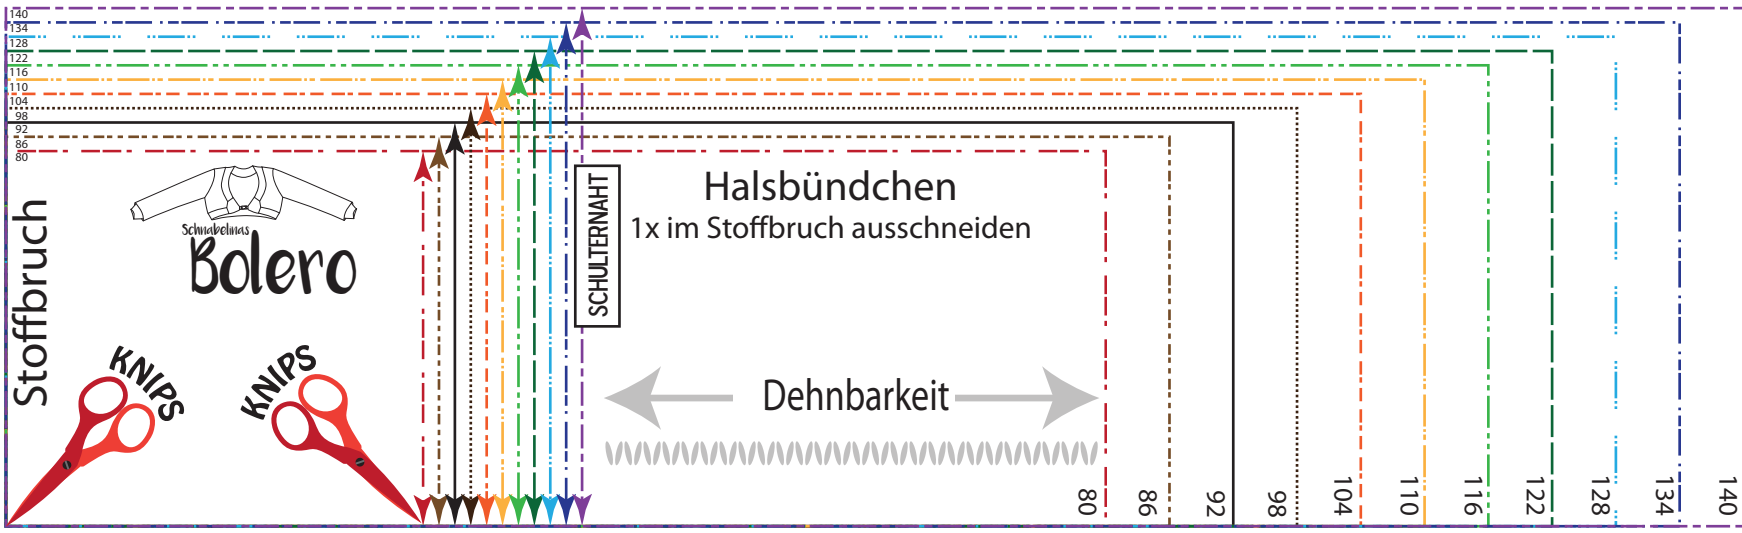 140
134
128
122
116
110
104
98
92
86
80
Stoffbruch
Schnabelinas
Bolero
KNIPS
KNIPS
SCHULTERNAHT
Halsbündchen
1x im Stoffbruch ausschneiden
Dehnbarkeit
80
86
92
98
104
110
116
122
128
134
140